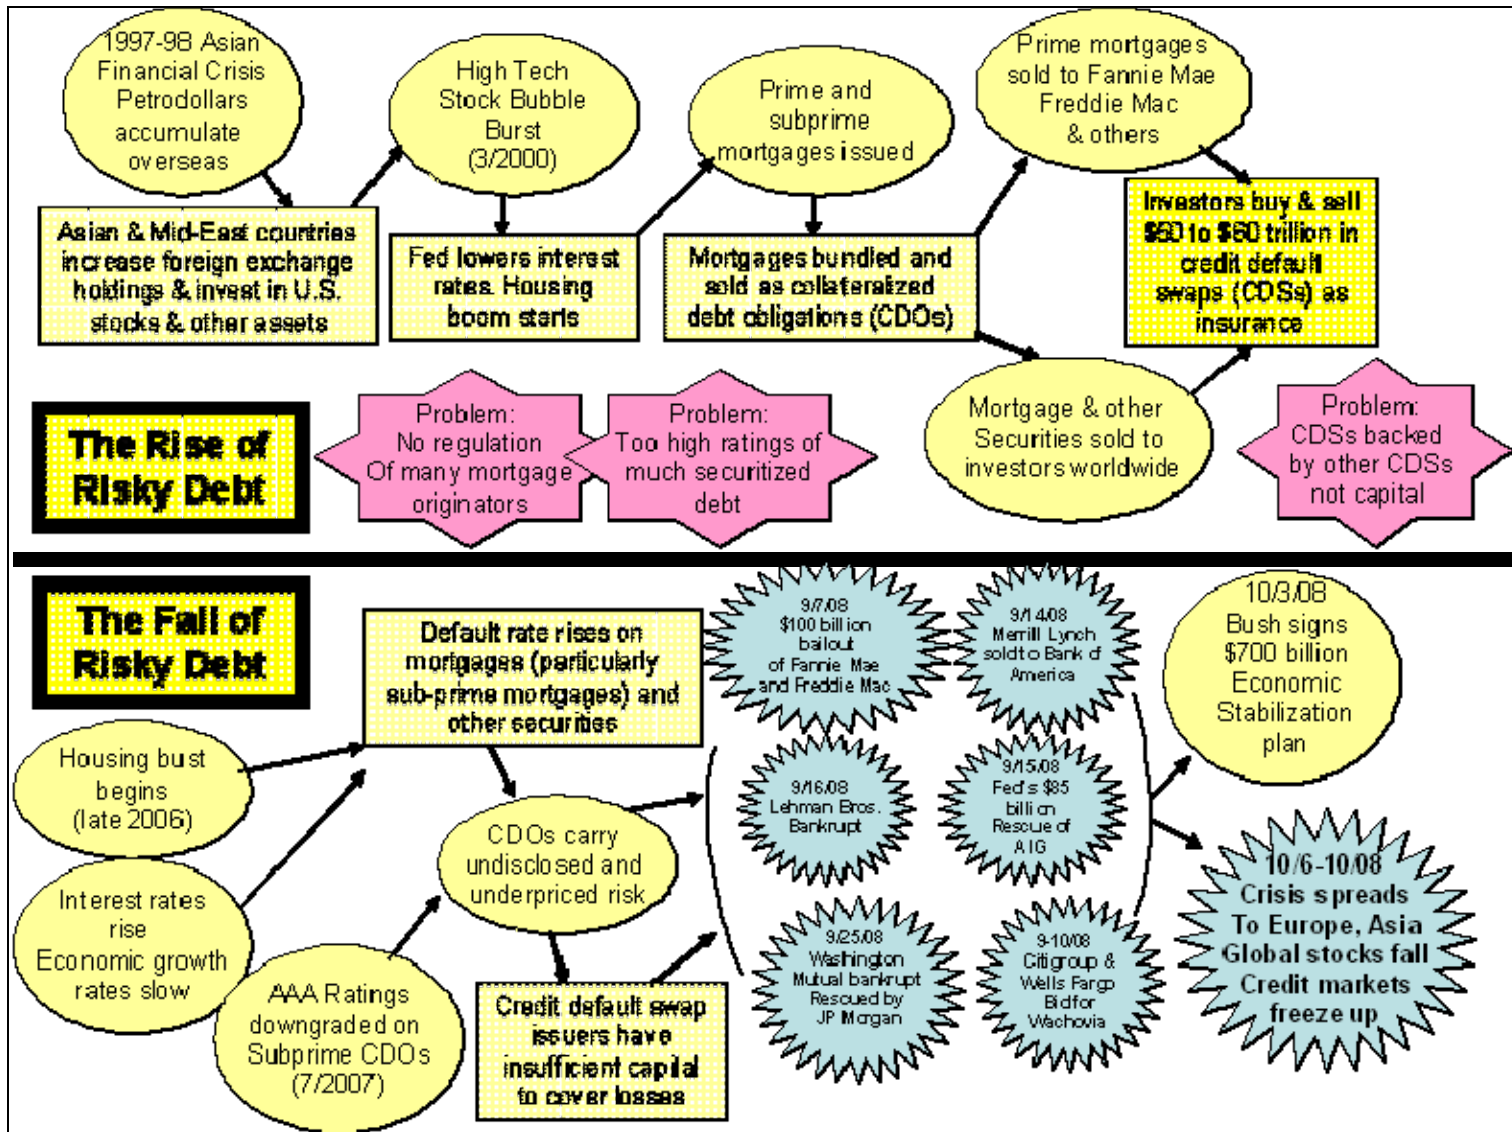 1997-98 Asian
Financial Crisis
Petrodollars
accumulate
overseas
High Tech
Stock Bubble
Burst
(3/2000)
Prime and
subprime
mortgages issued
Prime mortgages
sold to Fannie Mae
Freddie Mac
& others
Asian & Mid-East countries
increase foreign exchange
holdings & invest in U.S.
stocks & other assets
Fed lowers interest
rates. Housing
boom starts
Mortgages bundled and
sold as collateralized
debt obligations (CDOs)
Investors buy & sell
$50 to $60 trillion in
credit default
swaps (CDSs) as
insurance
Mortgage & other
Securities sold to
investors worldwide
The Rise of
Risky Debt
Problem:
No regulation
Of many mortgage
originators
Problem:
Too high ratings of
much securitized
debt
Problem:
CDSs backed
by other CDSs
not capital
The Fall of
Risky Debt
Housing bust
begins
(late 2006)
Interest rates
rise
Economic growth
rates slow
AAA Ratings
downgraded on
Subprime CDOs
(7/2007)
Default rate rises on
mortgages (particularly
sub-prime mortgages) and
other securities
CDOs carry
undisclosed and
underpriced risk
Credit default swap
issuers have
insufficient capital
to cover losses
9/7/08
$100 billion
bailout
of Fannie Mae
and Freddie Mac
9/14/08
Merrill Lynch
sold to Bank of
America
9/16/08
Lehman Bros.
Bankrupt
9/15/08
Fed's $85
billion
Rescue of
AIG
9/25/08
Washington
Mutual bankrupt
Rescued by
JP Morgan
9-10/08
Citigroup &
Wells Fargo
Bid for
Wachovia
10/3/08
Bush signs
$700 billion
Economic
Stabilization
plan
10/6-10/08
Crisis spreads
To Europe, Asia
Global stocks fall
Credit markets
freeze up